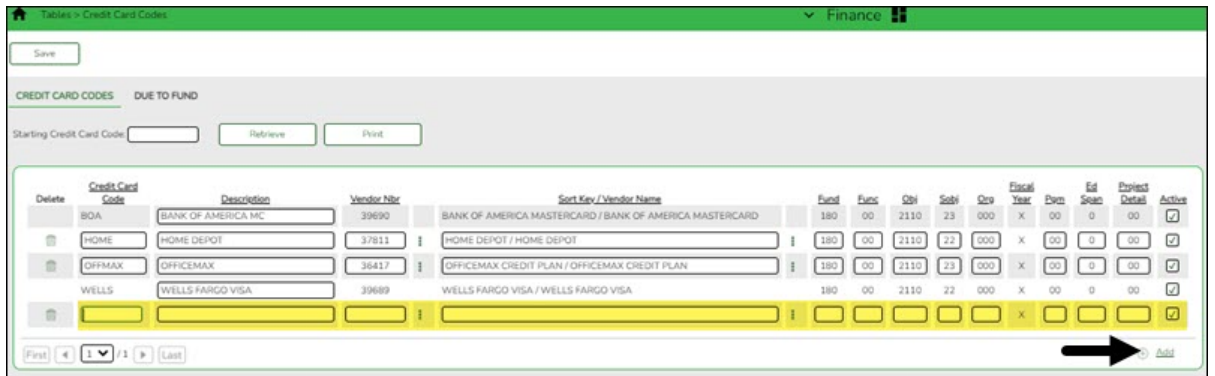 Tables > Credit Card Codes Finance
Save
CREDIT CARD CODES DUE TO FUND
Starting Credit Card Code: Retrieve Print
Delete Credit Card Code Description Vendor Nbr Sort Key / Vendor Name Fund Func Obj Sobj Org Fiscal Year Pgm Ed Span Project Detail Active
BOA BANK OF AMERICA MC 39690 BANK OF AMERICA MASTERCARD / BANK OF AMERICA MASTERCARD 180 00 2110 23 000 X 00 0 00
HOME HOME DEPOT 37811 HOME DEPOT / HOME DEPOT 180 00 2110 22 000 X 00 0 00
OFFMAX OFFICEMAX 36417 OFFICEMAX CREDIT PLAN / OFFICEMAX CREDIT PLAN 180 00 2110 23 000 X 00 0 00
WELLS WELLS FARGO VISA 39689 WELLS FARGO VISA / WELLS FARGO VISA 180 00 2110 22 000 X 00 0 00
X
First 1 / 1 Last Add